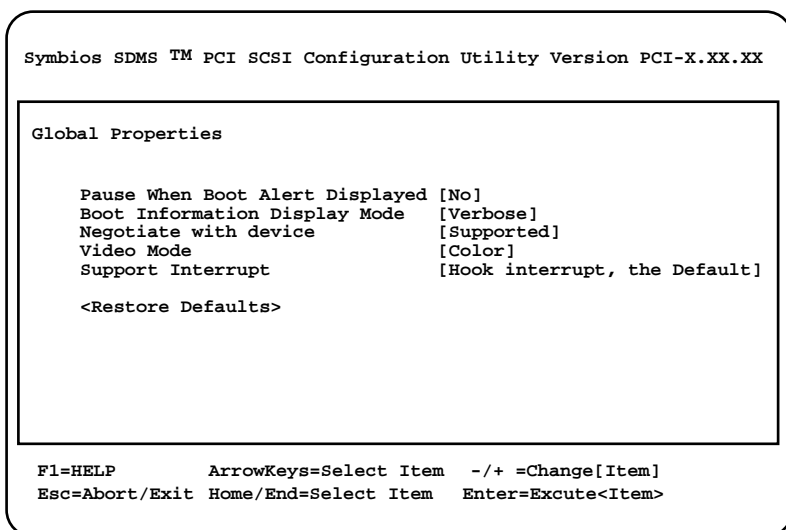 Symbios SDMS TM PCI SCSI Configuration Utility Version PCI-X.XX.XX
Global Properties
Pause When Boot Alert Displayed [No]
Boot Information Display Mode [Verbose]
Negotiate with device [Supported]
Video Mode [Color]
Support Interrupt [Hook interrupt, the Default]
<Restore Defaults>
F1=HELP ArrowKeys=Select Item -/+ =Change[Item]
Esc=Abort/Exit Home/End=Select Item Enter=Excute<Item>